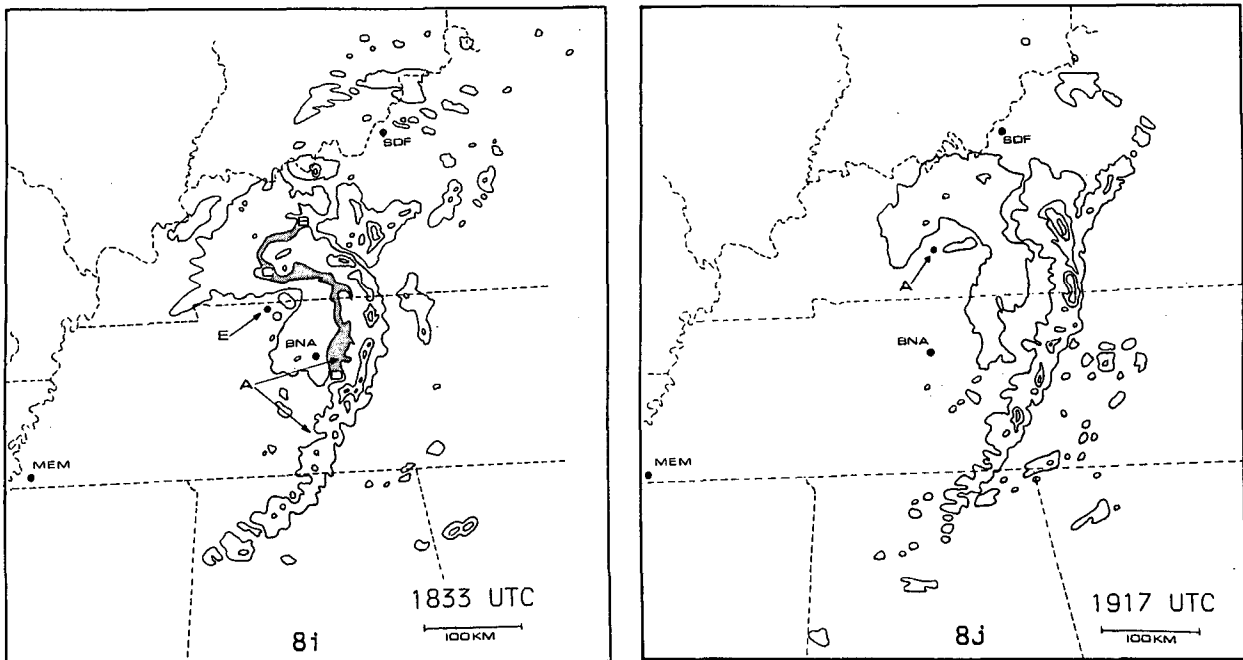 SDF
B
E
BNA
A
MEM
1833 UTC
100KM
8i
SDF
A
BNA
MEM
1917 UTC
100KM
8j